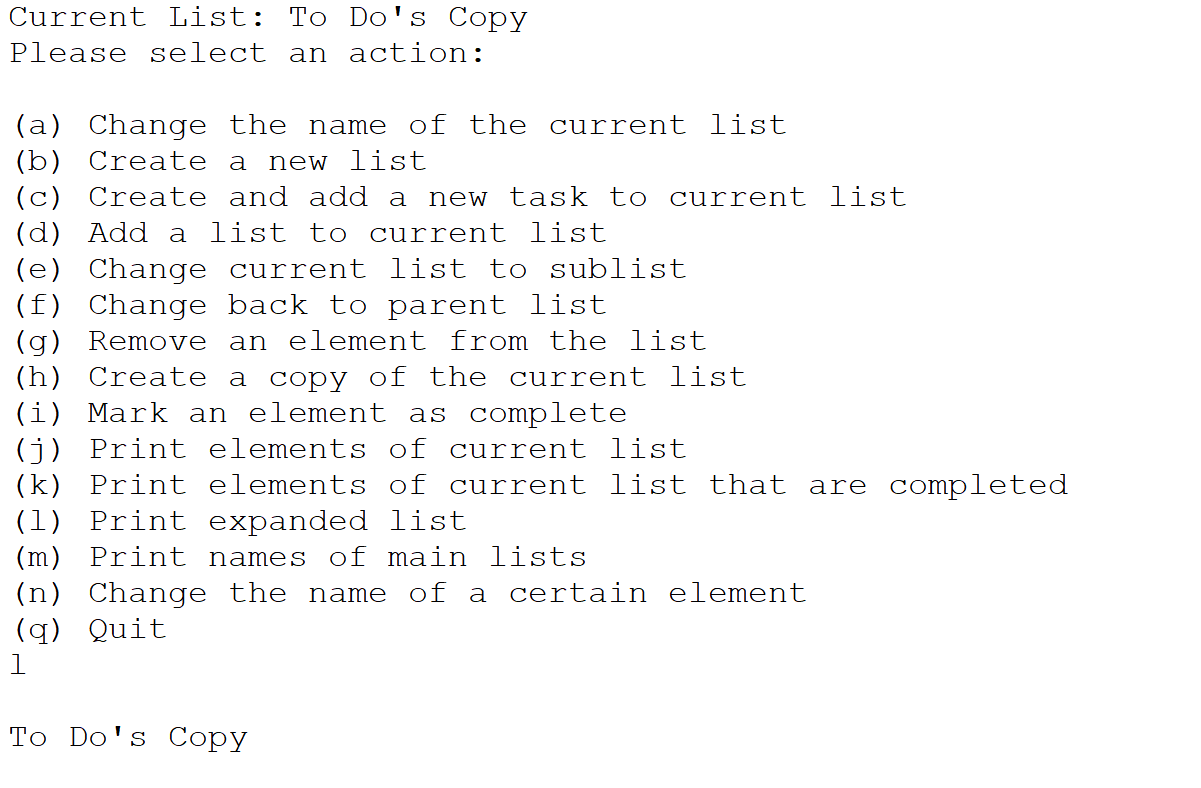 Current List: To Do's Copy
Please select an action:
(a) Change the name of the current list
(b) Create a new list
(c) Create and add a new task to current list
(d) Add a list to current list
(e) Change current list to sublist
(f) Change back to parent list
(g) Remove an element from the list
(h) Create a copy of the current list
(i) Mark an element as complete
(j) Print elements of current list
(k) Print elements of current list that are completed
(l) Print expanded list
(m) Print names of main lists
(n) Change the name of a certain element
(q) Quit
l
To Do's Copy